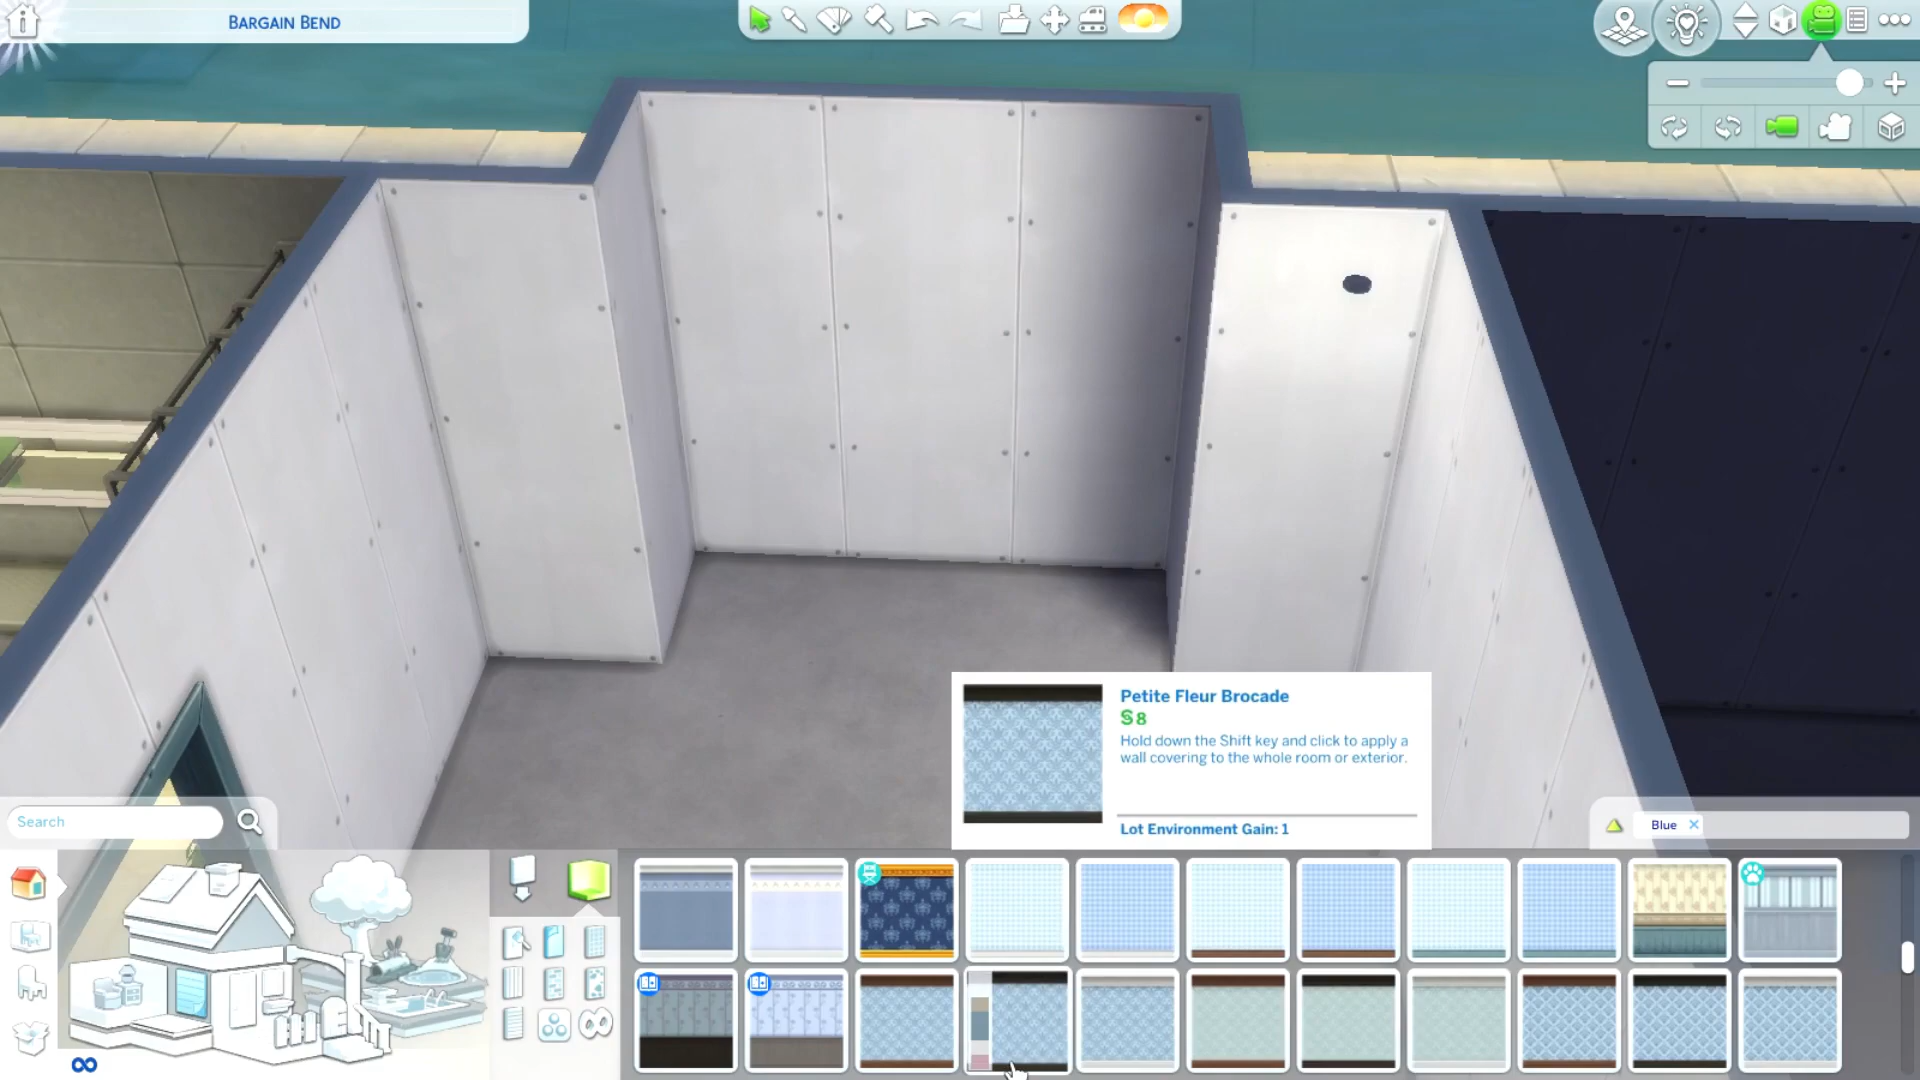 BARGAIN BEND
Petite Fleur Brocade
§8
Hold down the Shift key and click to apply a
wall covering to the whole room or exterior.
Lot Environment Gain: 1
Search
Blue